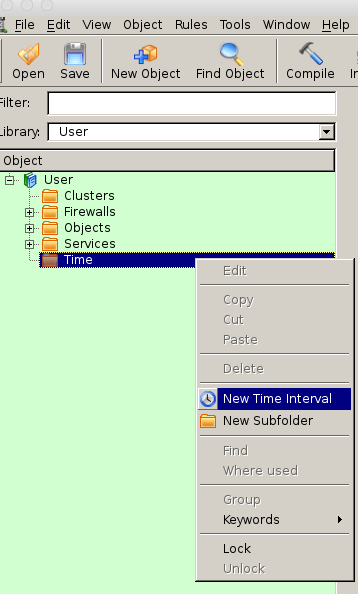 File Edit View Object Rules Tools Window Help
Open Save New Object Find Object Compile
Filter:
Library: User
Object
User
Clusters
Firewalls
Objects
Services
Time
Edit
Copy
Cut
Paste
Delete
New Time Interval
New Subfolder
Find
Where used
Group
Keywords
Lock
Unlock